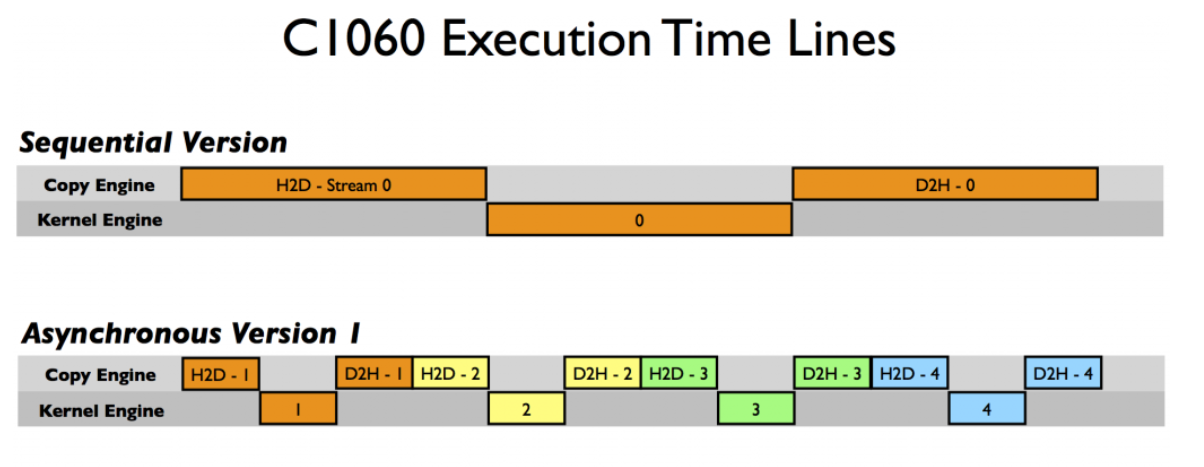 C1060 Execution Time Lines
Sequential Version
Copy Engine H2D - Stream 0 D2H - 0
Kernel Engine 0
Asynchronous Version 1
Copy Engine H2D - 1 D2H - 1 H2D - 2 D2H - 2 H2D - 3 D2H - 3 H2D - 4 D2H - 4
Kernel Engine 1 2 3 4